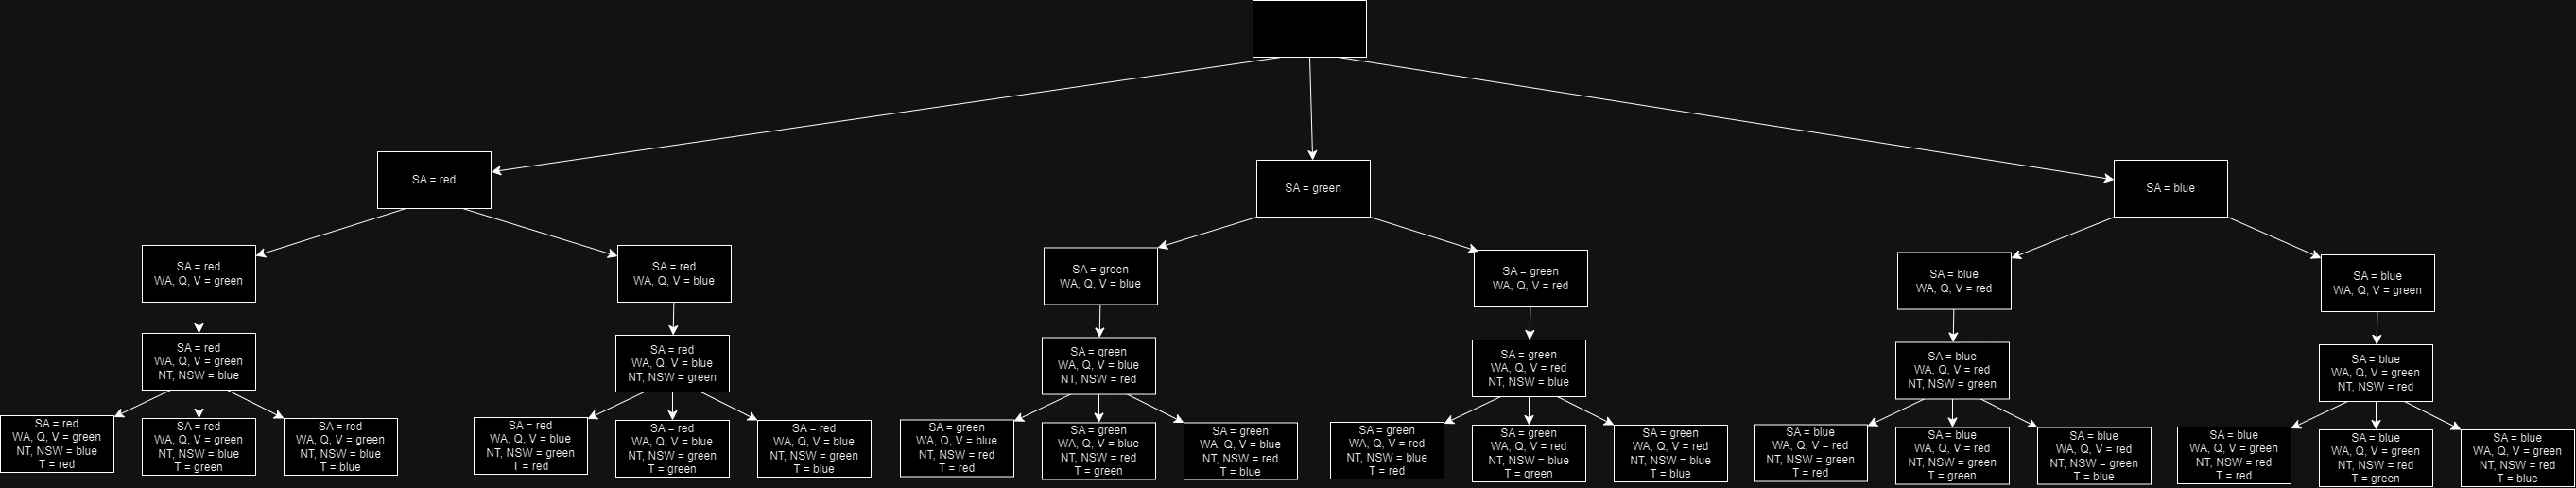 SA = red
SA = green
SA = blue
SA = red
WA, Q, V = green
SA = red
WA, Q, V = blue
SA = green
WA, Q, V = blue
SA = green
WA, Q, V = red
SA = blue
WA, Q, V = red
SA = blue
WA, Q, V = green
SA = red
WA, Q, V = green
NT, NSW = blue
SA = red
WA, Q, V = blue
NT, NSW = green
SA = green
WA, Q, V = blue
NT, NSW = red
SA = green
WA, Q, V = red
NT, NSW = blue
SA = blue
WA, Q, V = red
NT, NSW = green
SA = blue
WA, Q, V = green
NT, NSW = red
SA = red
WA, Q, V = green
NT, NSW = blue
T = red
SA = red
WA, Q, V = green
NT, NSW = blue
T = green
SA = red
WA, Q, V = green
NT, NSW = blue
T = blue
SA = red
WA, Q, V = blue
NT, NSW = green
T = red
SA = red
WA, Q, V = blue
NT, NSW = green
T = green
SA = red
WA, Q, V = blue
NT, NSW = green
T = blue
SA = green
WA, Q, V = blue
NT, NSW = red
T = red
SA = green
WA, Q, V = blue
NT, NSW = red
T = green
SA = green
WA, Q, V = blue
NT, NSW = red
T = blue
SA = green
WA, Q, V = red
NT, NSW = blue
T = red
SA = green
WA, Q, V = red
NT, NSW = blue
T = green
SA = green
WA, Q, V = red
NT, NSW = blue
T = blue
SA = blue
WA, Q, V = red
NT, NSW = green
T = red
SA = blue
WA, Q, V = red
NT, NSW = green
T = green
SA = blue
WA, Q, V = red
NT, NSW = green
T = blue
SA = blue
WA, Q, V = green
NT, NSW = red
T = red
SA = blue
WA, Q, V = green
NT, NSW = red
T = green
SA = blue
WA, Q, V = green
NT, NSW = red
T = blue